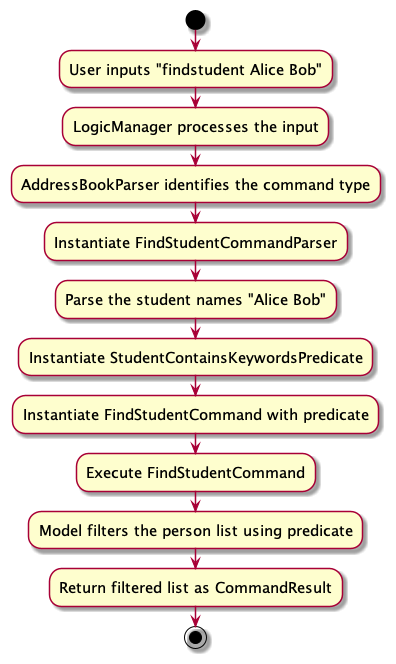 User inputs "findstudent Alice Bob"
LogicManager processes the input
AddressBookParser identifies the command type
Instantiate FindStudentCommandParser
Parse the student names "Alice Bob"
Instantiate StudentContainsKeywordsPredicate
Instantiate FindStudentCommand with predicate
Execute FindStudentCommand
Model filters the person list using predicate
Return filtered list as CommandResult